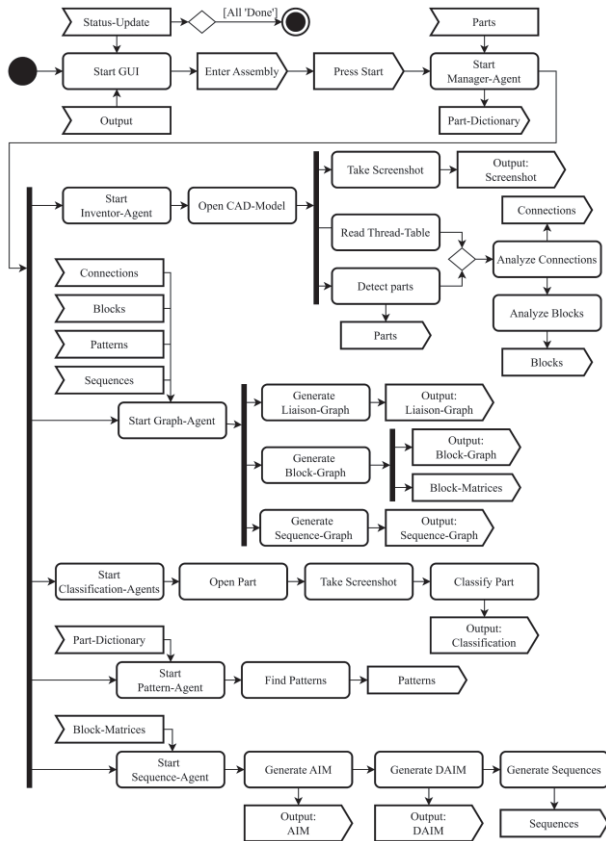 Status-Update
[All 'Done']
Parts
Start GUI
Enter Assembly
Press Start
Start
Manager-Agent
Output
Part-Dictionary
Start
Inventor-Agent
Open CAD-Model
Take Screenshot
Output:
Screenshot
Connections
Read Thread-Table
Analyze Connections
Detect parts
Analyze Blocks
Parts
Blocks
Connections
Blocks
Patterns
Sequences
Start Graph-Agent
Generate
Liaison-Graph
Output:
Liaison-Graph
Generate
Block-Graph
Output:
Block-Graph
Block-Matrices
Generate
Sequence-Graph
Output:
Sequence-Graph
Start
Classification-Agents
Open Part
Take Screenshot
Classify Part
Output:
Classification
Part-Dictionary
Start
Pattern-Agent
Find Patterns
Patterns
Block-Matrices
Start
Sequence-Agent
Generate AIM
Generate DAIM
Generate Sequences
Output:
AIM
Output:
DAIM
Sequences